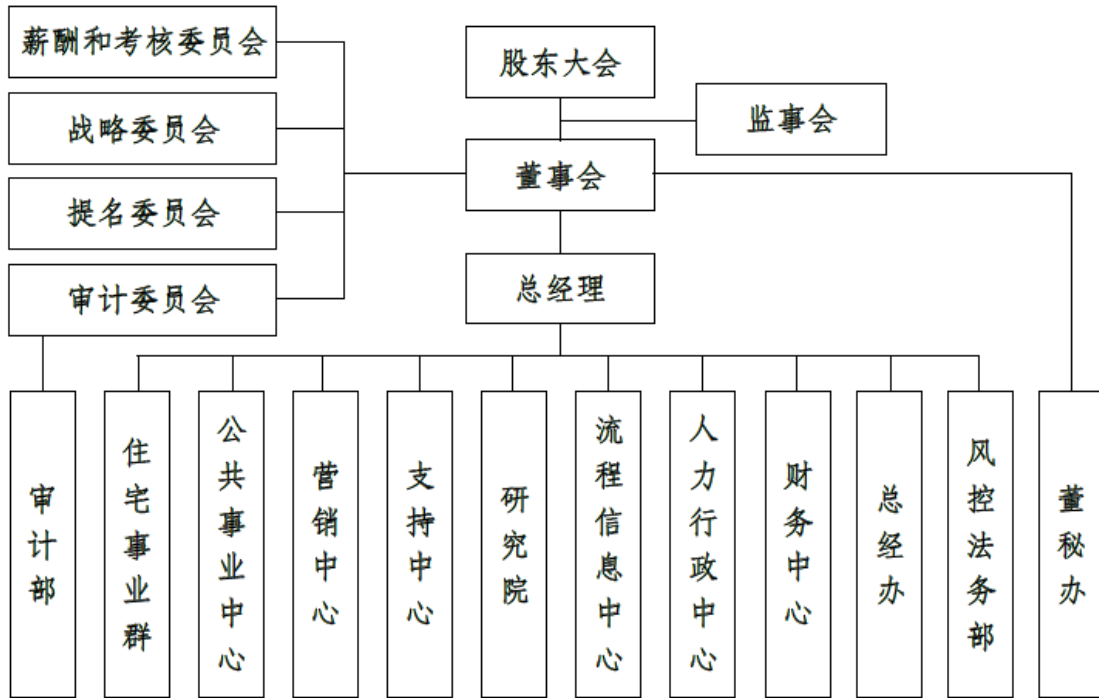 薪酬和考核委员会
股东大会
战略委员会
监事会
董事会
提名委员会
总经理
审计委员会
审计部
住宅事业群
公共事业中心
营销中心
支持中心
研究院
流程信息中心
人力行政中心
财务中心
总经办
风控法务部
董秘办